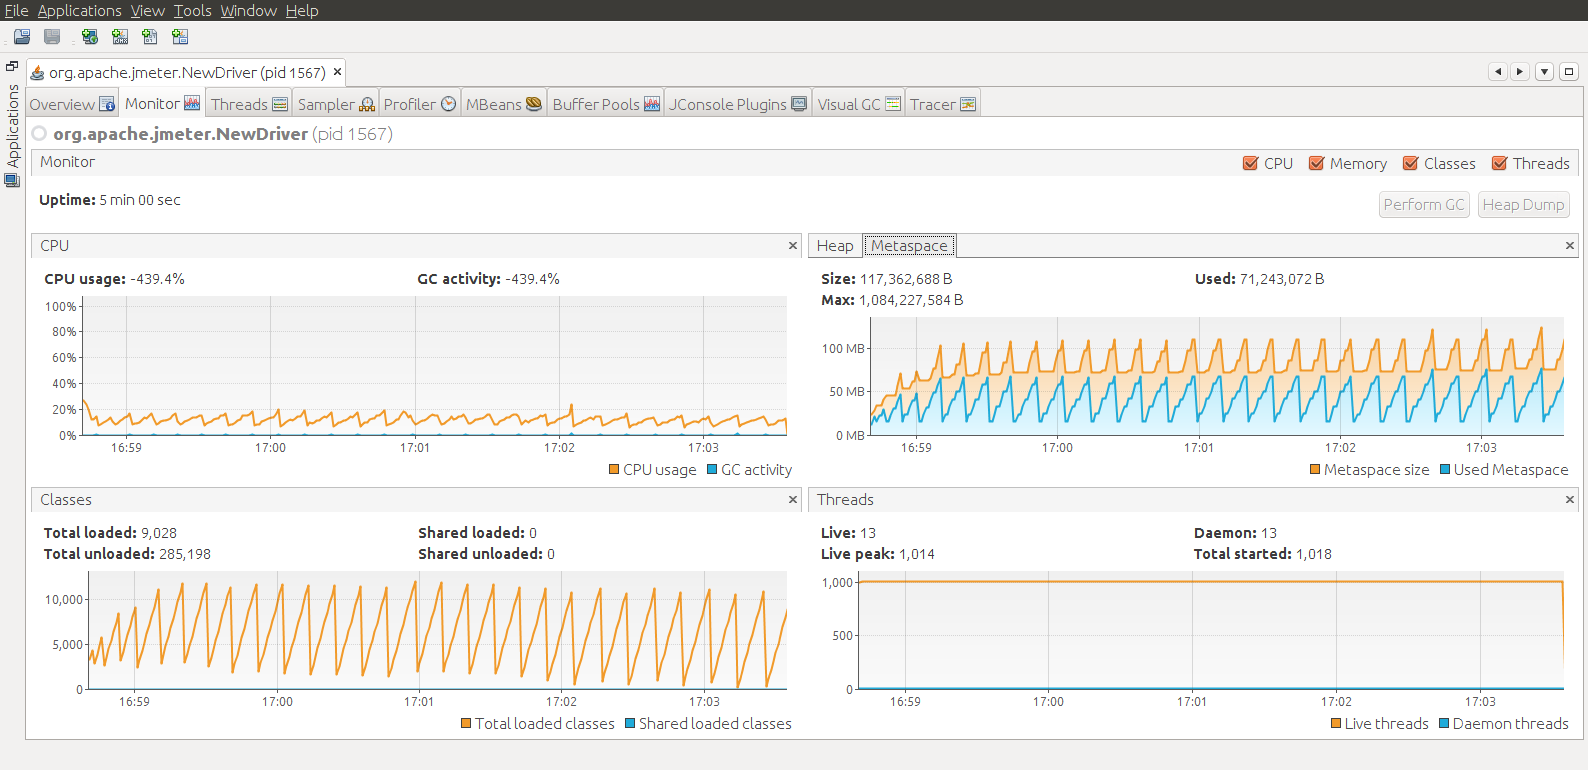 File Applications View Tools Window Help
Applications
org.apache.jmeter.NewDriver (pid 1567)
Overview Monitor Threads Sampler Profiler MBeans Buffer Pools JConsole Plugins Visual GC Tracer
org.apache.jmeter.NewDriver (pid 1567)
Monitor CPU Memory Classes Threads
Uptime: 5 min 00 sec Perform GC Heap Dump
CPU
CPU usage: -439.4% GC activity: -439.4%
100%
80%
60%
40%
20%
0%
16:59 17:00 17:01 17:02 17:03
CPU usage GC activity
Heap Metaspace
Size: 117,362,688 B Used: 71,243,072 B
Max: 1,084,227,584 B
100 MB
50 MB
0 MB
16:59 17:00 17:01 17:02 17:03
Metaspace size Used Metaspace
Classes
Total loaded: 9,028 Shared loaded: 0
Total unloaded: 285,198 Shared unloaded: 0
10,000
5,000
0
16:59 17:00 17:01 17:02 17:03
Total loaded classes Shared loaded classes
Threads
Live: 13 Daemon: 13
Live peak: 1,014 Total started: 1,018
1,000
500
0
16:59 17:00 17:01 17:02 17:03
Live threads Daemon threads